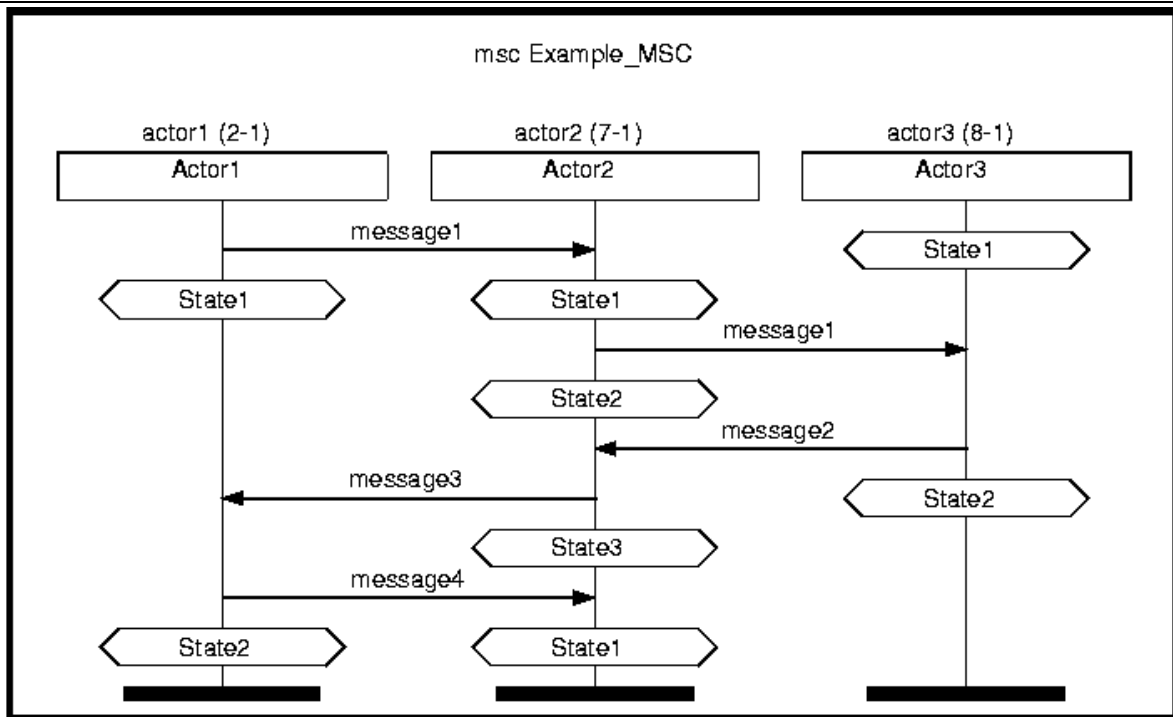 msc Example_MSC
actor1 (2-1)
actor2 (7-1)
actor3 (8-1)
Actor1
Actor2
Actor3
message1
State1
State1
State1
message1
State2
message2
message3
State2
State3
message4
State2
State1